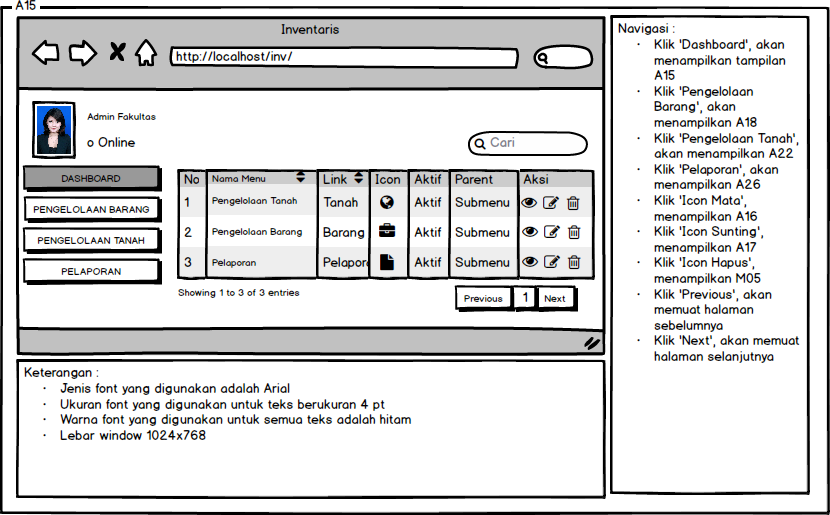 A15
Inventaris
http://localhost/inv/
Admin Fakultas
o Online
Cari
DASHBOARD
PENGELOLAAN BARANG
PENGELOLAAN TANAH
PELAPORAN
No Nama Menu Link Icon Aktif Parent Aksi
1 Pengelolaan Tanah Tanah Aktif Submenu
2 Pengelolaan Barang Barang Aktif Submenu
3 Pelaporan Pelapor Aktif Submenu
Showing 1 to 3 of 3 entries
Previous 1 Next
Keterangan :
· Jenis font yang digunakan adalah Arial
· Ukuran font yang digunakan untuk teks berukuran 4 pt
· Warna font yang digunakan untuk semua teks adalah hitam
· Lebar window 1024x768
Navigasi :
· Klik 'Dashboard', akan
menampilkan tampilan
A15
· Klik 'Pengelolaan
Barang', akan
menampilkan A18
· Klik 'Pengelolaan Tanah',
akan menampilkan A22
· Klik 'Pelaporan', akan
menampilkan A26
· Klik 'Icon Mata',
menampilkan A16
· Klik 'Icon Sunting',
menampilkan A17
· Klik 'Icon Hapus',
menampilkan M05
· Klik 'Previous', akan
memuat halaman
sebelumnya
· Klik 'Next', akan memuat
halaman selanjutnya